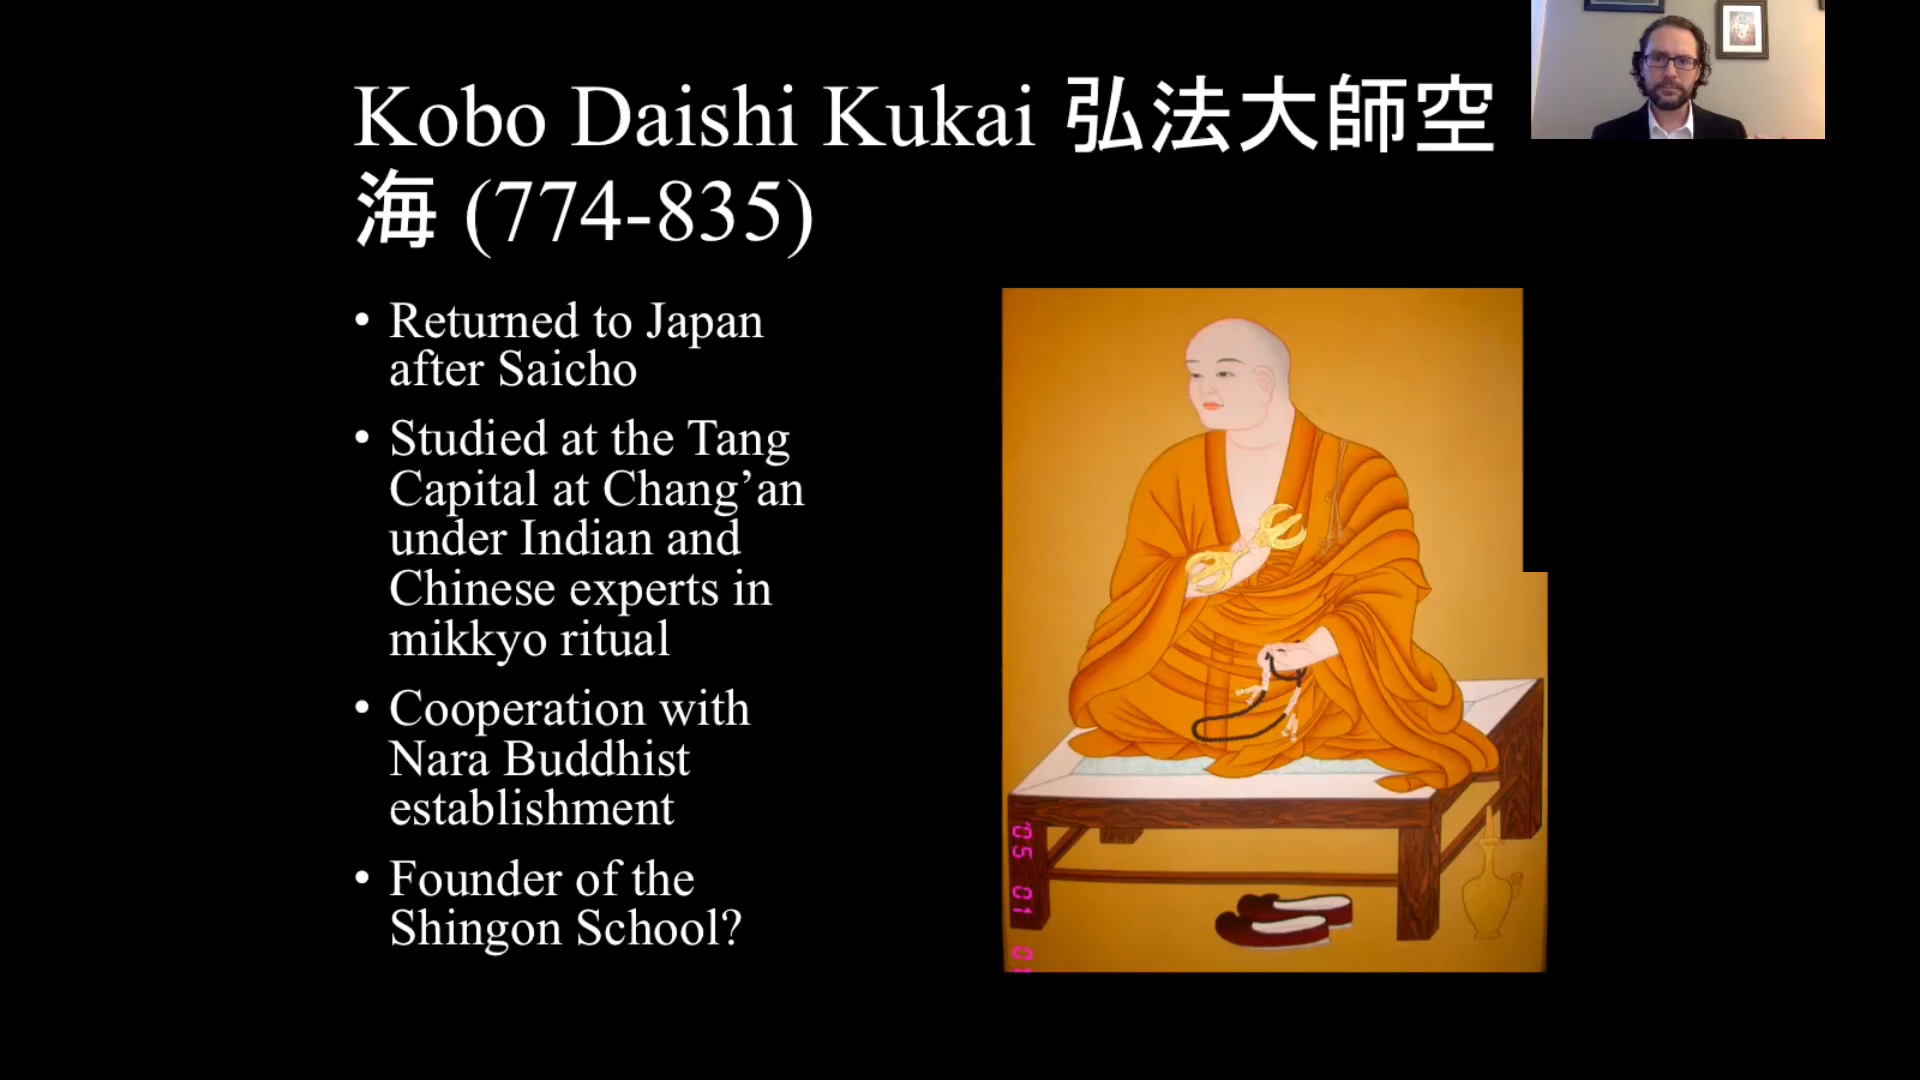 Kobo Daishi Kukai 弘法大師空
海 (774-835)
• Returned to Japan
after Saicho
• Studied at the Tang
Capital at Chang’an
under Indian and
Chinese experts in
mikkyo ritual
• Cooperation with
Nara Buddhist
establishment
• Founder of the
Shingon School?
'05 01